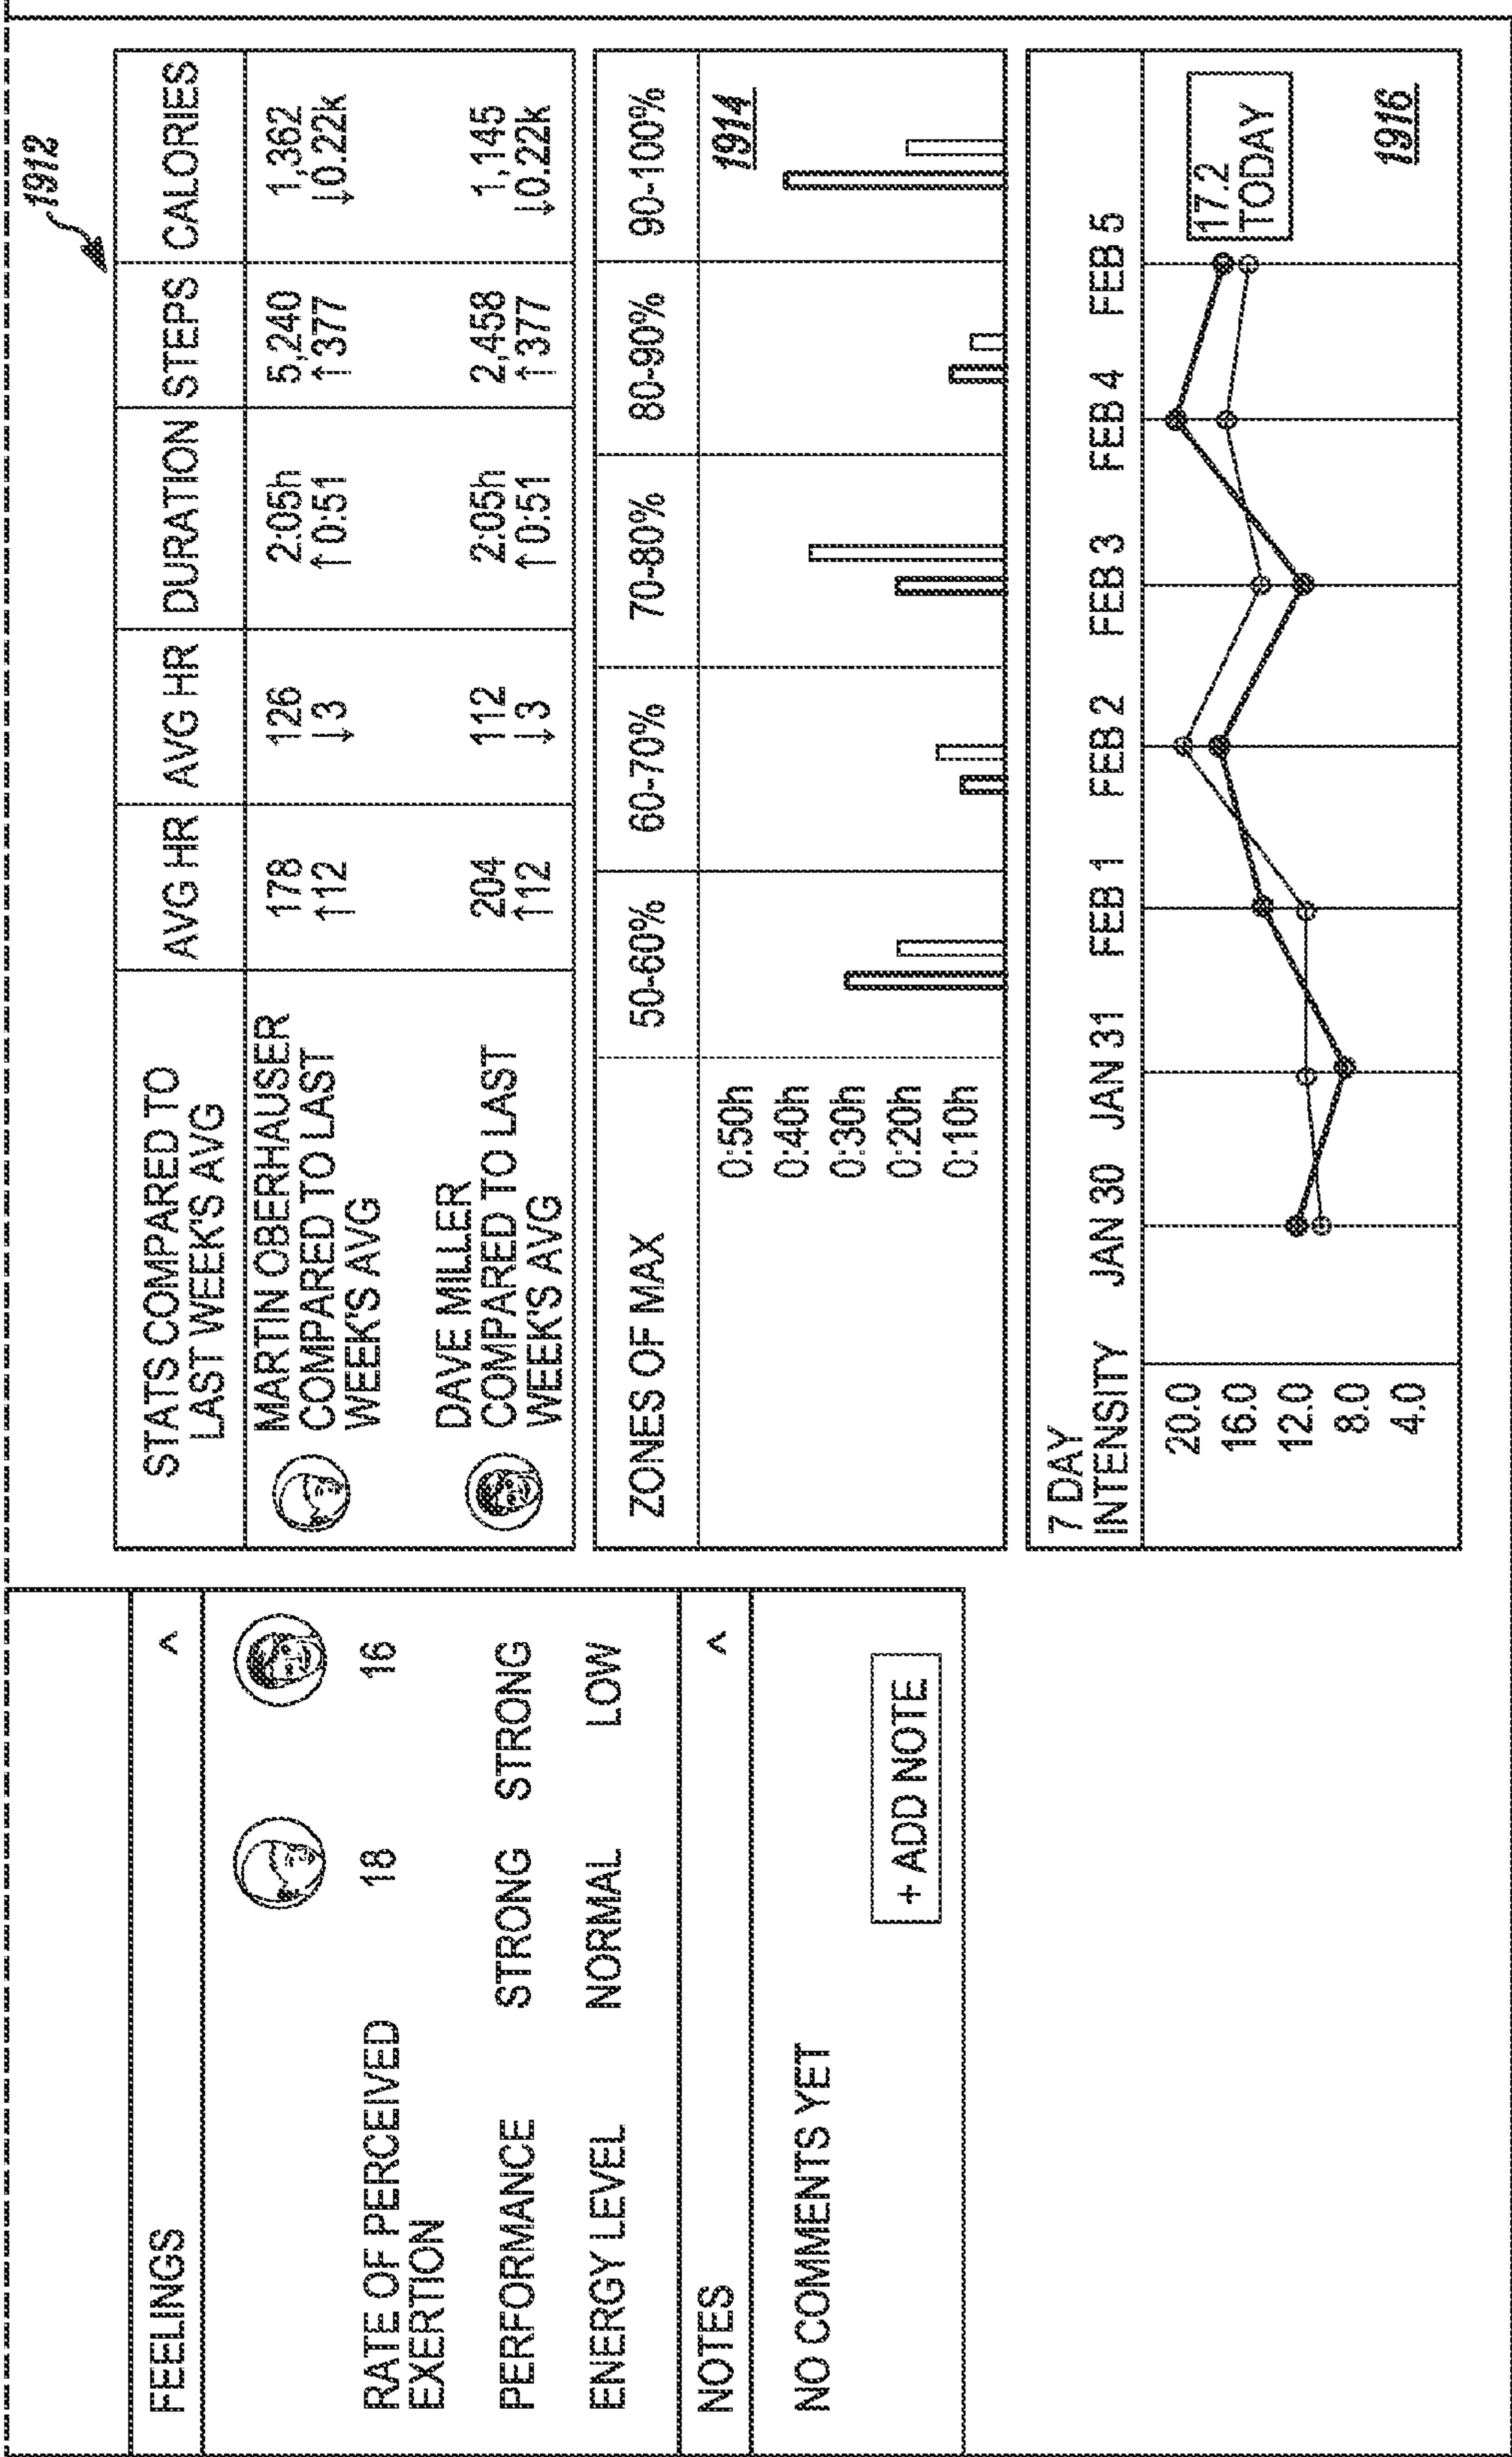 FEELINGS ^
RATE OF PERCEIVED 18 16
EXERTION
PERFORMANCE STRONG STRONG
ENERGY LEVEL NORMAL LOW
NOTES ^
NO COMMENTS YET
+ ADD NOTE
1912
STATS COMPARED TO
LAST WEEK'S AVG
AVG HR AVG HR DURATION STEPS CALORIES
MARTIN OBERHAUSER 178 126 2:05h 5,240 1,362
COMPARED TO LAST ↑12 ↓3 ↑0:51 ↑377 ↓0.22k
WEEK'S AVG
DAVE MILLER
COMPARED TO LAST 204 112 2:05h 2,458 1,145
WEEK'S AVG ↑12 ↓3 ↑0:51 ↑377 ↓0.22k
ZONES OF MAX 50-60% 60-70% 70-80% 80-90% 90-100%
0:50h 1914
0:40h
0:30h
0:20h
0:10h
7 DAY
INTENSITY JAN 30 JAN 31 FEB 1 FEB 2 FEB 3 FEB 4 FEB 5
20.0
16.0
12.0
8.0
4.0
17.2
TODAY
1916